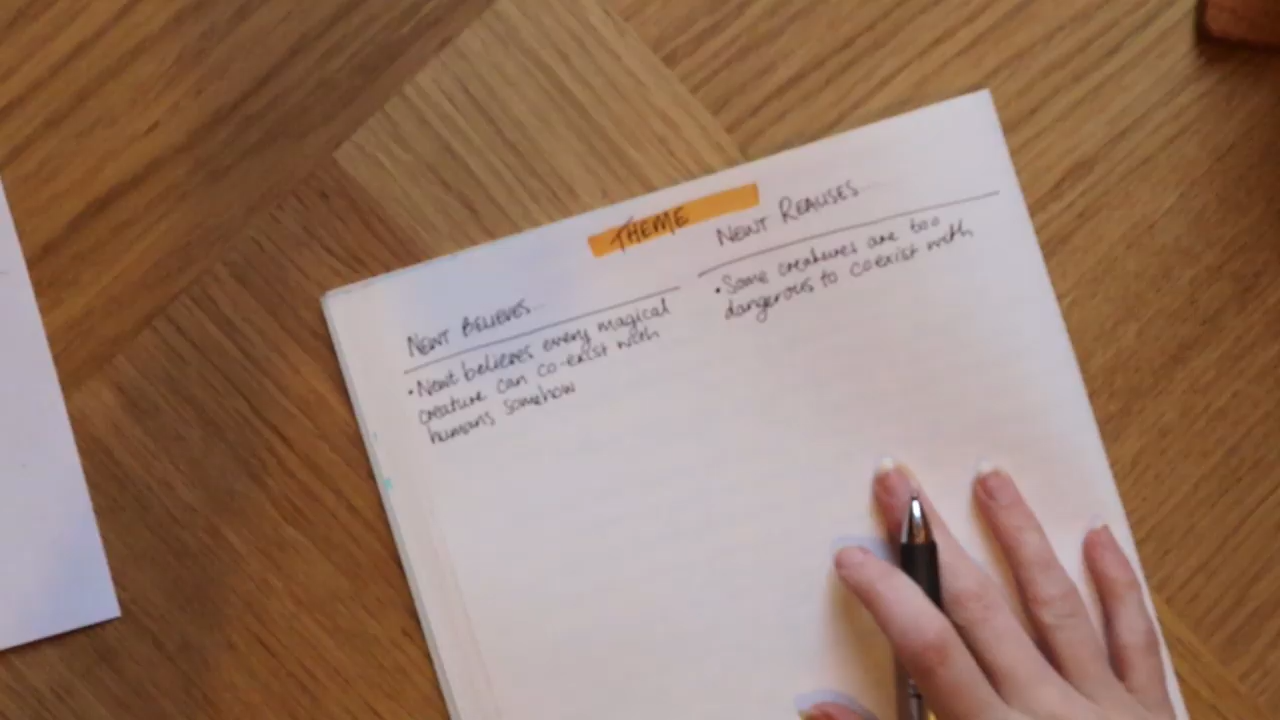 THEME
NEWT BELIEVES...
• Newt believes every magical
creature can co-exist with
humans somehow
NEWT REALISES...
• Some creatures are too
dangerous to coexist with